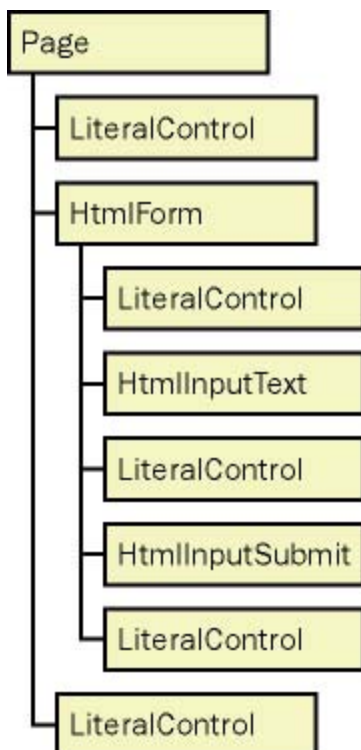 Page
LiteralControl
HtmlForm
LiteralControl
HtmlInputText
LiteralControl
HtmlInputSubmit
LiteralControl
LiteralControl